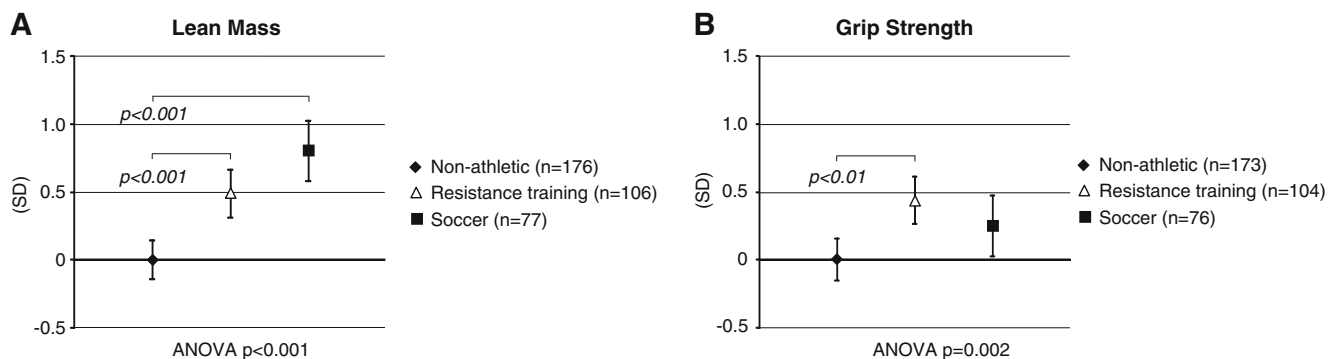 A
Lean Mass
1.5
1.0
0.5
0
-0.5
(SD)
p<0.001
p<0.001
Non-athletic (n=176)
Resistance training (n=106)
Soccer (n=77)
ANOVA p<0.001
B
Grip Strength
1.5
1.0
0.5
0
-0.5
(SD)
p<0.01
Non-athletic (n=173)
Resistance training (n=104)
Soccer (n=76)
ANOVA p=0.002